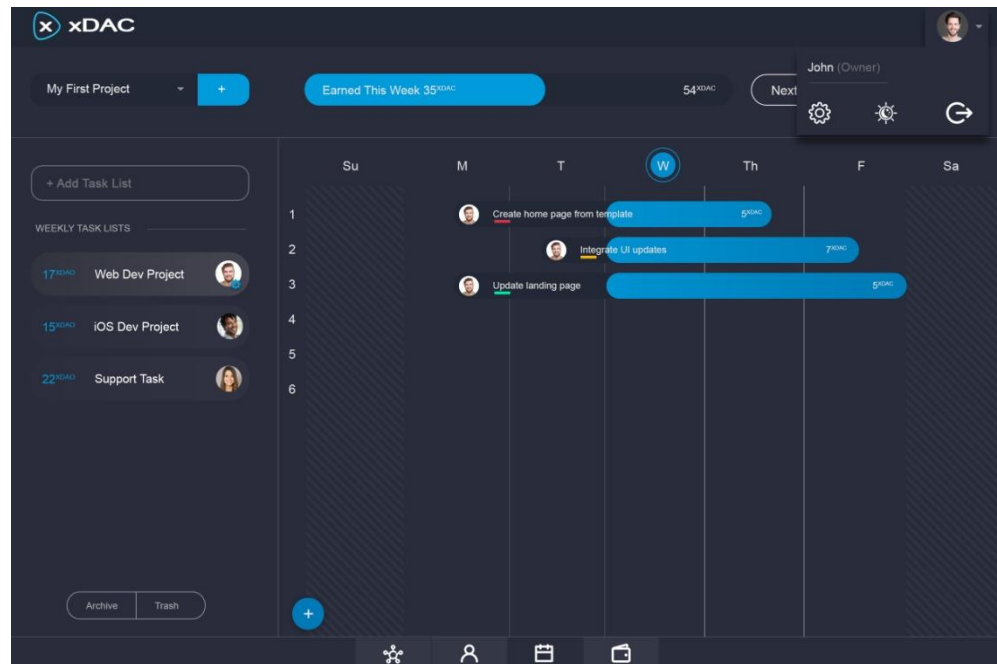 xDAC
John (Owner)
My First Project
+
Earned This Week 35XDAC
54XDAC
Next
Su M T W Th F Sa
+ Add Task List
WEEKLY TASK LISTS
17XDAC Web Dev Project
15XDAC iOS Dev Project
22XDAC Support Task
1 Create home page from template 5XDAC
2 Integrate UI updates 7XDAC
3 Update landing page 5XDAC
4
5
6
Archive Trash
+